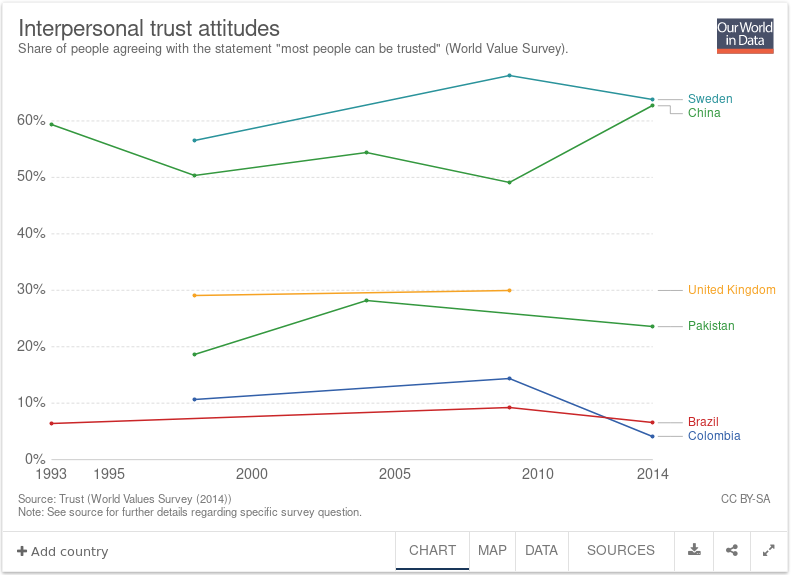 Interpersonal trust attitudes
Share of people agreeing with the statement "most people can be trusted" (World Value Survey).
Our World
in Data
Sweden
China
60%
50%
40%
30%
United Kingdom
Pakistan
20%
10%
Brazil
Colombia
0%
1993 1995 2000 2005 2010 2014
Source: Trust (World Values Survey (2014))
CC BY-SA
Note: See source for further details regarding specific survey question.
Add country
CHART MAP DATA SOURCES